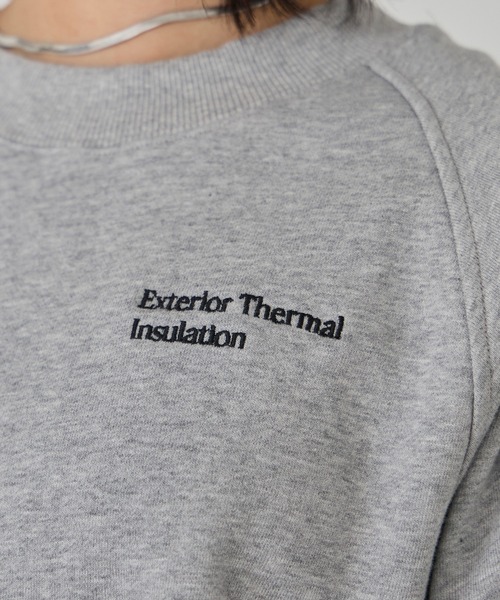 Exterior Thermal
Insulation